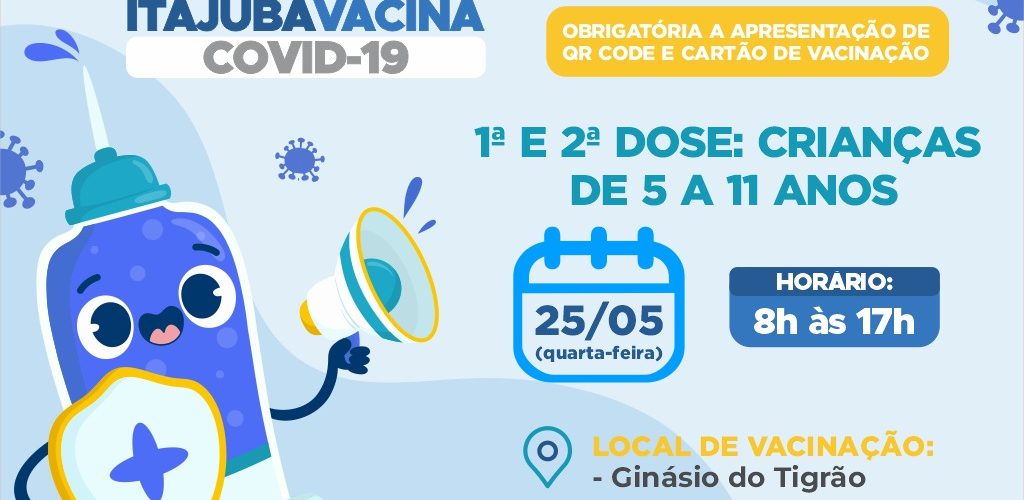 ITAJUBAVACINA
COVID-19
OBRIGATÓRIA A APRESENTAÇÃO DE
QR CODE E CARTÃO DE VACINAÇÃO
1ª E 2ª DOSE: CRIANÇAS
DE 5 A 11 ANOS
25/05
(quarta-feira)
HORÁRIO:
8h às 17h
LOCAL DE VACINAÇÃO:
- Ginásio do Tigrão